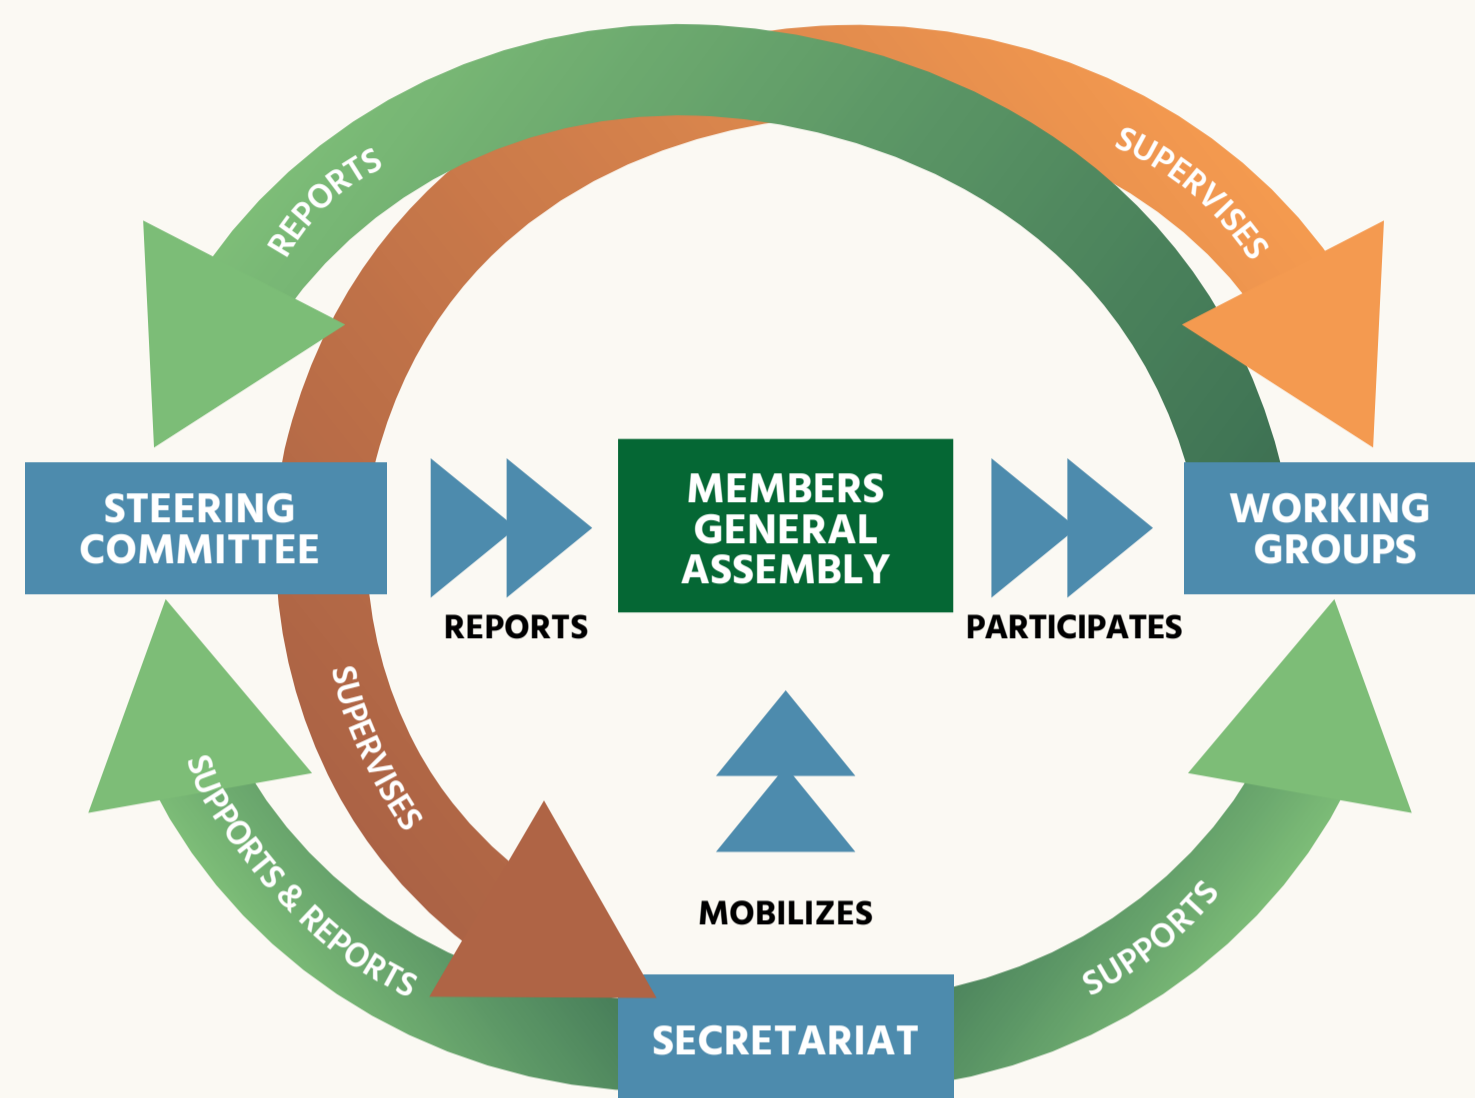 REPORTS
SUPERVISES
STEERING
COMMITTEE
REPORTS
MEMBERS
GENERAL
ASSEMBLY
PARTICIPATES
WORKING
GROUPS
SUPERVISES
SUPPORTS & REPORTS
MOBILIZES
SUPPORTS
SECRETARIAT